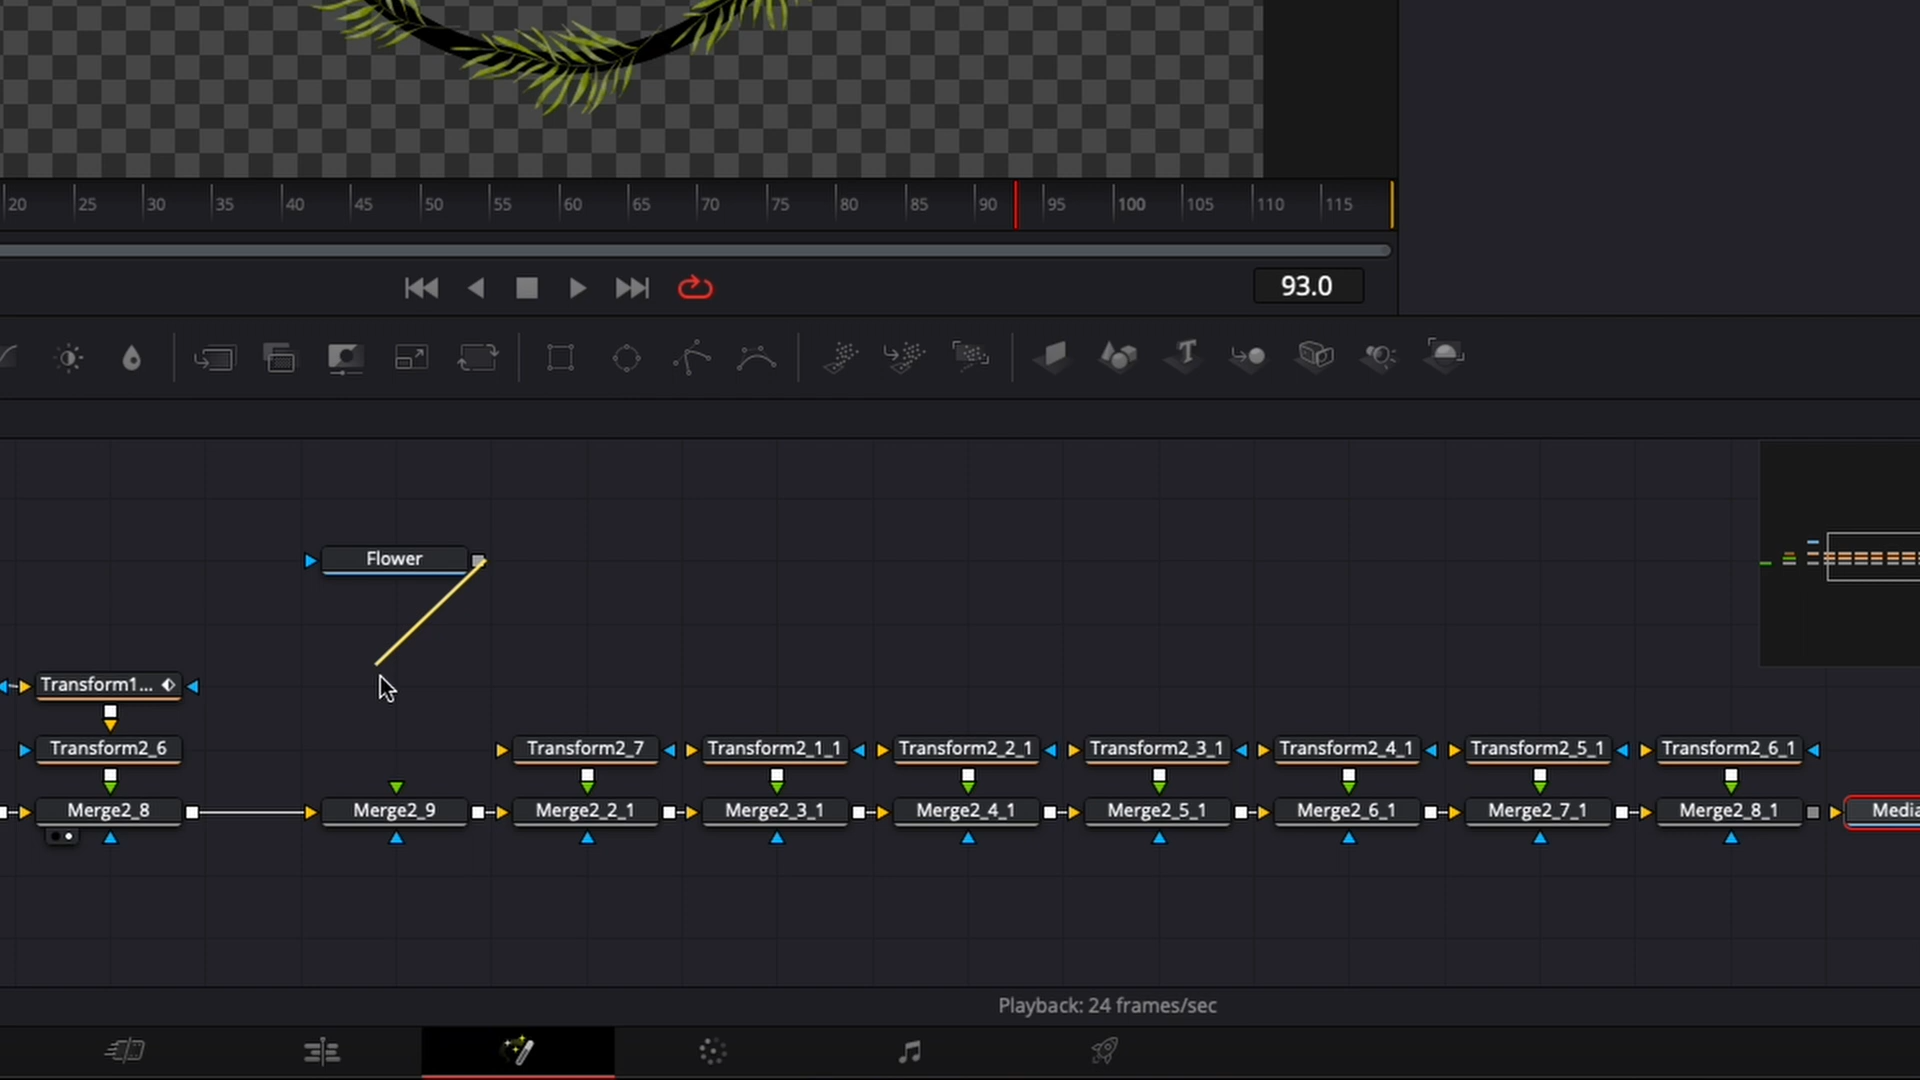 20 25 30 35 40 45 50 55 60 65 70 75 80 85 90 95 100 105 110 115
93.0
Flower
Transform1...
Transform2_6 Transform2_7 Transform2_1_1 Transform2_2_1 Transform2_3_1 Transform2_4_1 Transform2_5_1 Transform2_6_1
Merge2_8 Merge2_9 Merge2_2_1 Merge2_3_1 Merge2_4_1 Merge2_5_1 Merge2_6_1 Merge2_7_1 Merge2_8_1 Media
Playback: 24 frames/sec